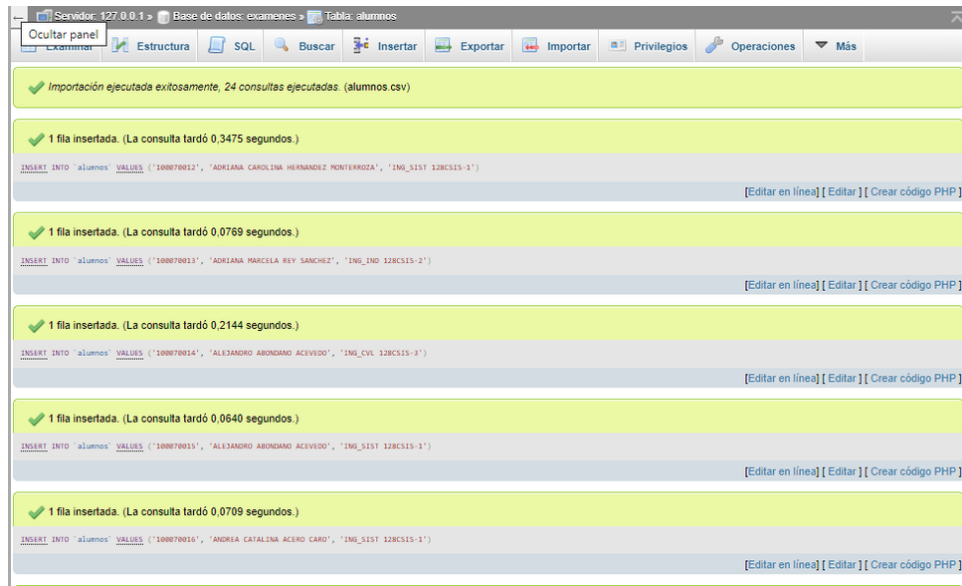 ← Servidor: 127.0.0.1 » Base de datos: examenes » Tabla: alumnos
Ocultar panel
Examinar Estructura SQL Buscar Insertar Exportar Importar Privilegios Operaciones Más
Importación ejecutada exitosamente, 24 consultas ejecutadas. (alumnos.csv)
1 fila insertada. (La consulta tardó 0,3475 segundos.)
INSERT INTO `alumnos` VALUES ('100070012', 'ADRIANA CAROLINA HERNANDEZ MONTERROZA', 'ING_SIST 128CSIS-1')
[Editar en línea] [ Editar ] [ Crear código PHP ]
1 fila insertada. (La consulta tardó 0,0769 segundos.)
INSERT INTO `alumnos` VALUES ('100070013', 'ADRIANA MARCELA REY SANCHEZ', 'ING_IND 128CSIS-2')
[Editar en línea] [ Editar ] [ Crear código PHP ]
1 fila insertada. (La consulta tardó 0,2144 segundos.)
INSERT INTO `alumnos` VALUES ('100070014', 'ALEJANDRO ABONDANO ACEVEDO', 'ING_CVL 128CSIS-3')
[Editar en línea] [ Editar ] [ Crear código PHP ]
1 fila insertada. (La consulta tardó 0,0640 segundos.)
INSERT INTO `alumnos` VALUES ('100070015', 'ALEJANDRO ABONDANO ACEVEDO', 'ING_SIST 128CSIS-1')
[Editar en línea] [ Editar ] [ Crear código PHP ]
1 fila insertada. (La consulta tardó 0,0709 segundos.)
INSERT INTO `alumnos` VALUES ('100070016', 'ANDREA CATALINA ACERO CARO', 'ING_SIST 128CSIS-1')
[Editar en línea] [ Editar ] [ Crear código PHP ]